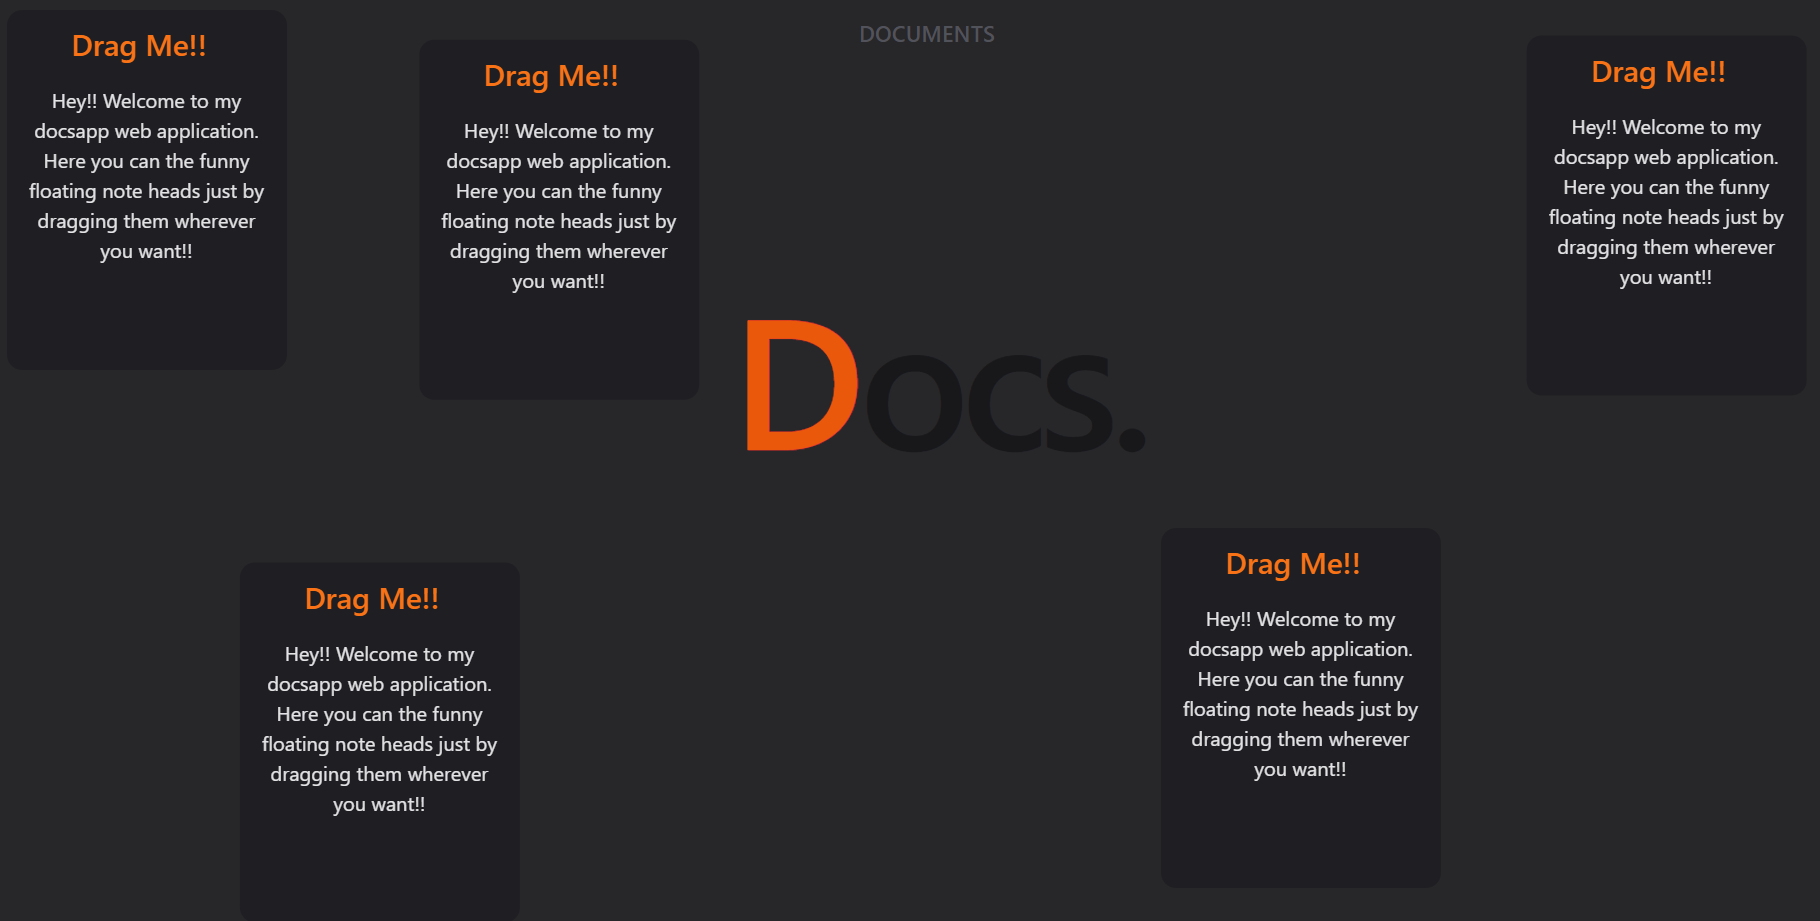 DOCUMENTS
Drag Me!!
Hey!! Welcome to my
docsapp web application.
Here you can the funny
floating note heads just by
dragging them wherever
you want!!
Drag Me!!
Hey!! Welcome to my
docsapp web application.
Here you can the funny
floating note heads just by
dragging them wherever
you want!!
Drag Me!!
Hey!! Welcome to my
docsapp web application.
Here you can the funny
floating note heads just by
dragging them wherever
you want!!
Docs.
Drag Me!!
Hey!! Welcome to my
docsapp web application.
Here you can the funny
floating note heads just by
dragging them wherever
you want!!
Drag Me!!
Hey!! Welcome to my
docsapp web application.
Here you can the funny
floating note heads just by
dragging them wherever
you want!!